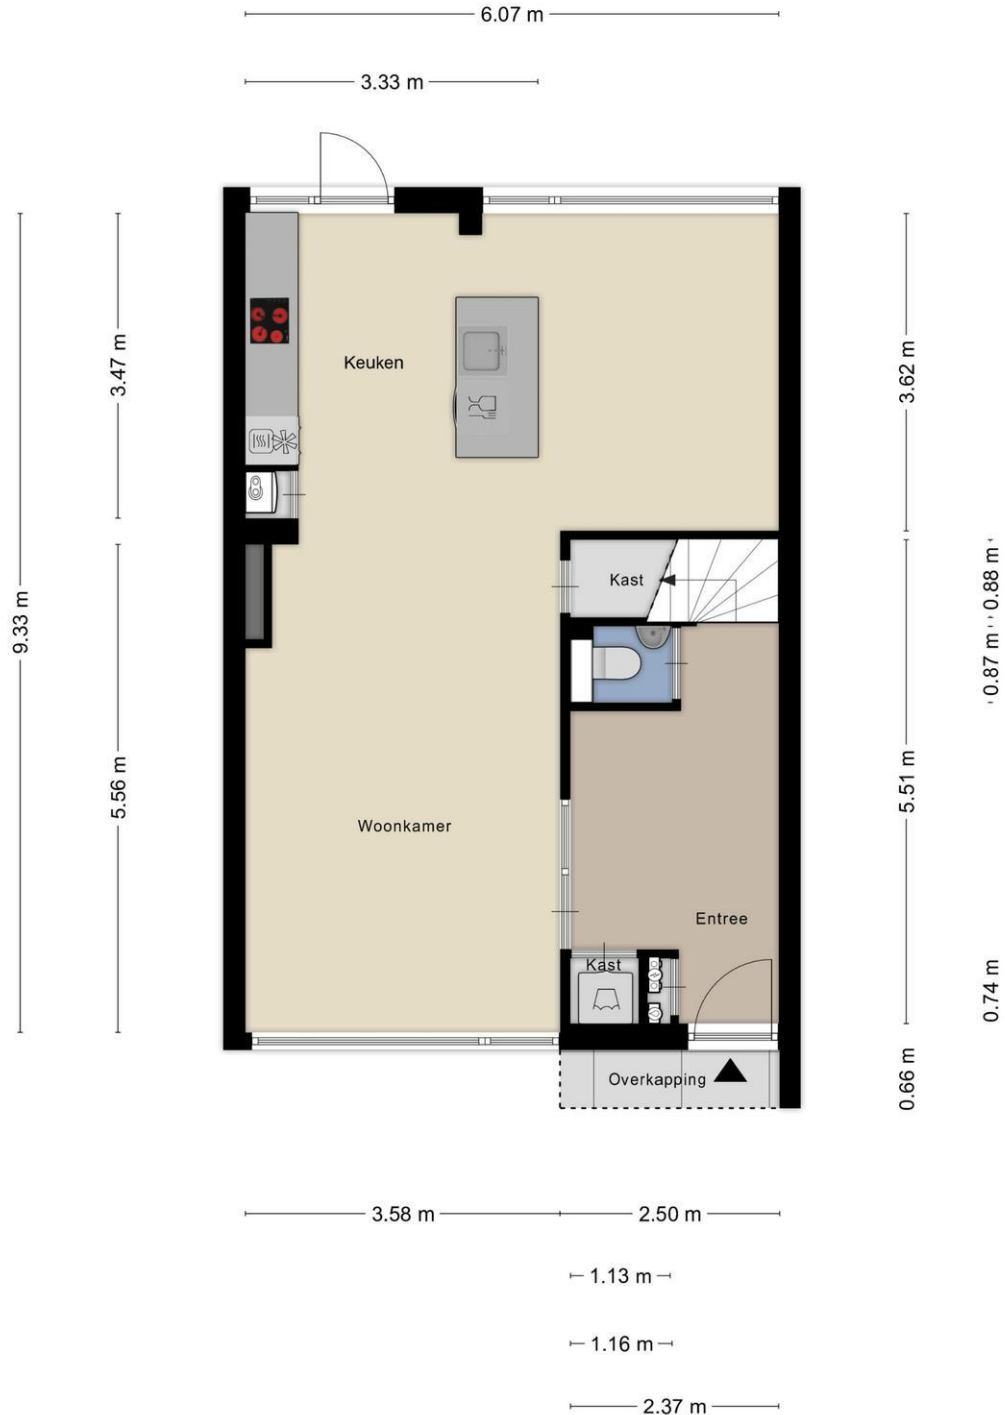 6.07 m
3.33 m
3.47 m
3.62 m
Keuken
9.33 m
Kast
0.88 m
0.87 m
5.56 m
5.51 m
Woonkamer
Entree
Kast
0.74 m
Overkapping
0.66 m
3.58 m
2.50 m
1.13 m
1.16 m
2.37 m